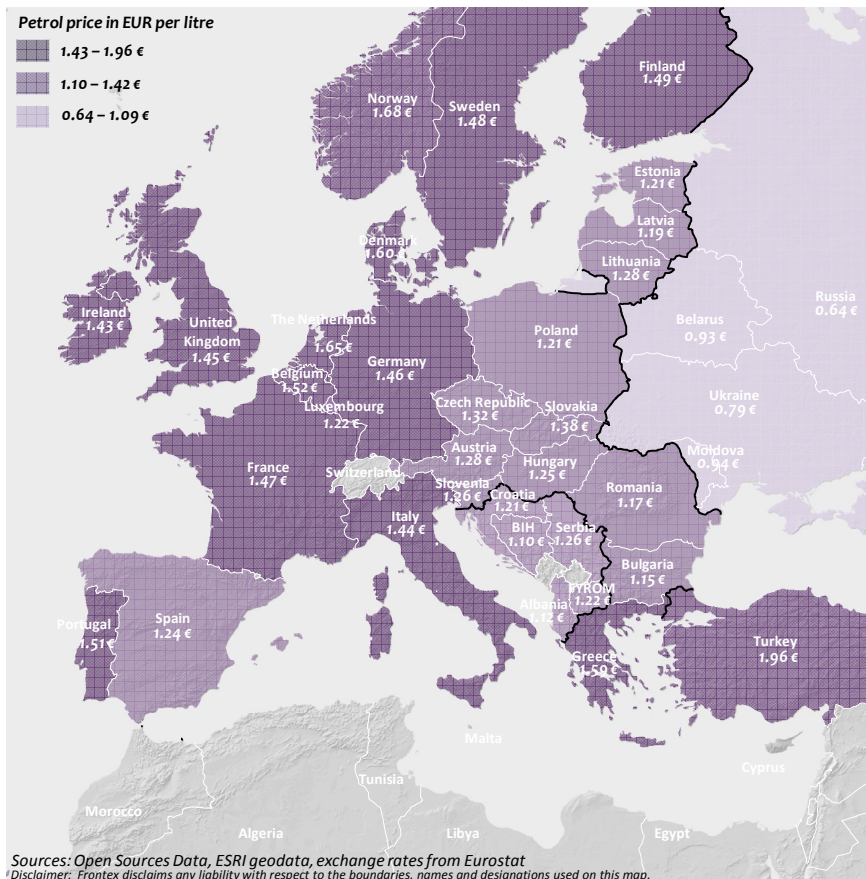 Petrol price in EUR per litre
1.43 – 1.96 €
1.10 – 1.42 €
0.64 – 1.09 €
Finland
1.49 €
Norway
1.68 €
Sweden
1.48 €
Estonia
1.21 €
Latvia
1.19 €
Lithuania
1.28 €
Denmark
1.60
Russia
0.64 €
Belarus
0.93 €
Ireland
1.43 €
United
Kingdom
1.45 €
The Netherlands
1.65 €
Poland
1.21 €
Germany
1.46 €
Belgium
1.52 €
Luxembourg
1.22 €
Czech Republic
1.32 €
Slovakia
1.38 €
Ukraine
0.79 €
Moldova
0.94 €
Austria
1.28 €
Hungary
1.25 €
France
1.47 €
Switzerland
Slovenia
1.26 €
Croatia
1.21 €
Romania
1.17 €
Italy
1.44 €
BIH
1.10 €
Serbia
1.26 €
Bulgaria
1.15 €
FYROM
1.22 €
Albania
1.12 €
Portugal
1.51 €
Spain
1.24 €
Greece
1.59 €
Turkey
1.96 €
Malta
Cyprus
Tunisia
Morocco
Algeria
Libya
Egypt
Sources: Open Sources Data, ESRI geodata, exchange rates from Eurostat
Disclaimer: Frontex disclaims any liability with respect to the boundaries, names and designations used on this map.